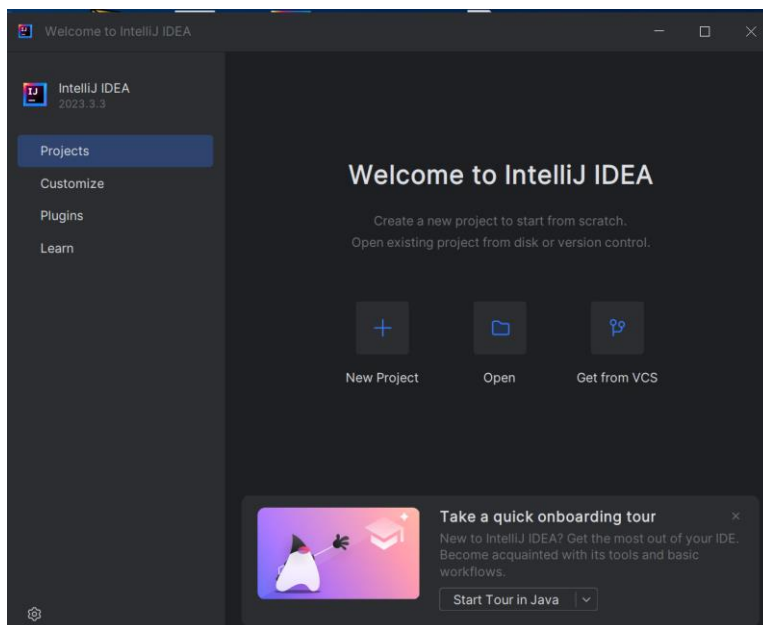 Welcome to IntelliJ IDEA
IJ
IntelliJ IDEA
2023.3.3
Projects
Customize
Plugins
Learn
Welcome to IntelliJ IDEA
Create a new project to start from scratch.
Open existing project from disk or version control.
New Project
Open
Get from VCS
Take a quick onboarding tour
New to IntelliJ IDEA? Get the most out of your IDE.
Become acquainted with its tools and basic
workflows.
Start Tour in Java